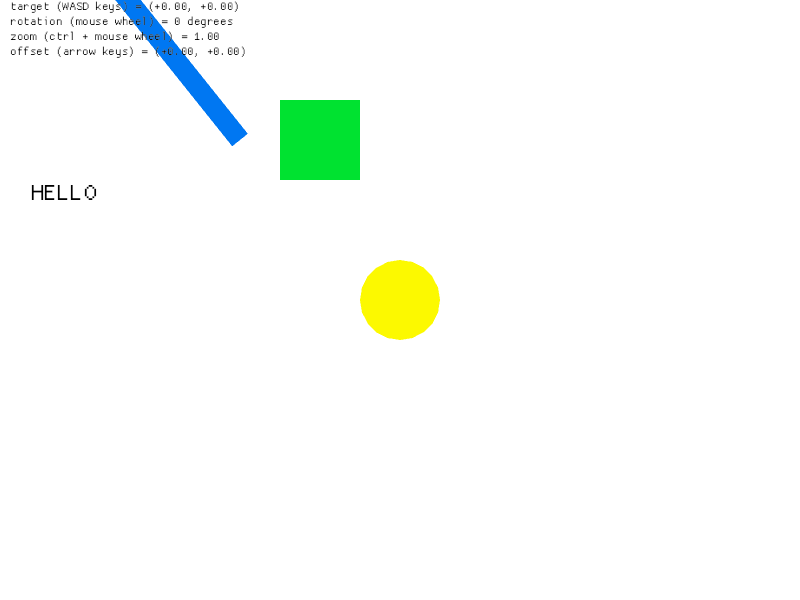 target (WASD keys) = (+0.00, +0.00)
rotation (mouse wheel) = 0 degrees
zoom (ctrl + mouse wheel) = 1.00
offset (arrow keys) = (+0.00, +0.00)
HELLO